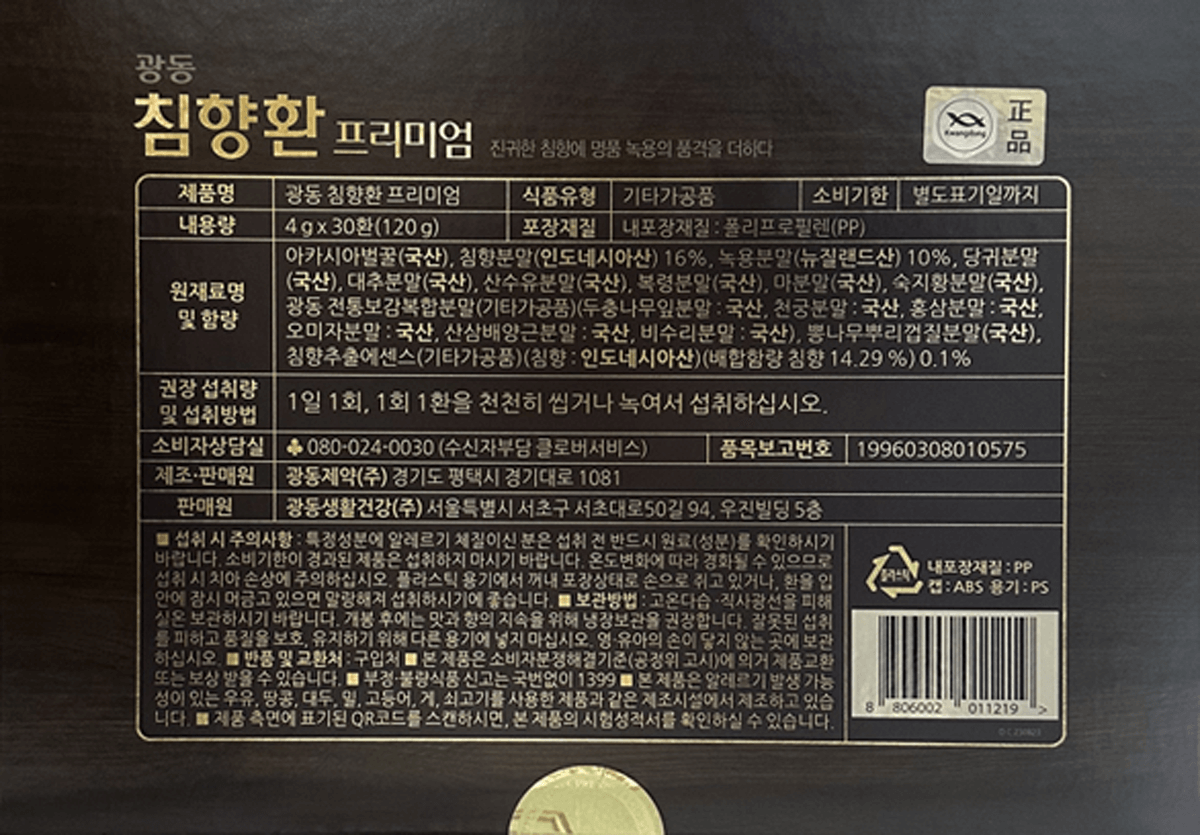 광동
침향환 프리미엄 진귀한 침향에 명품 녹용의 품격을 더하다
Kwangdong 正品
제품명 광동 침향환 프리미엄 식품유형 기타가공품 소비기한 별도표기일까지
내용량 4 g x 30환(120 g) 포장재질 내포장재질 : 폴리프로필렌(PP)
원재료명 및 함량
아카시아벌꿀(국산), 침향분말(인도네시아산) 16%, 녹용분말(뉴질랜드산) 10%, 당귀분말
(국산), 대추분말(국산), 산수유분말(국산), 복령분말(국산), 마분말(국산), 숙지황분말(국산),
광동 전통보감복합분말(기타가공품)(두충나무잎분말 : 국산, 천궁분말 : 국산, 홍삼분말 : 국산,
오미자분말 : 국산, 산삼배양근분말 : 국산, 비수리분말 : 국산), 뽕나무뿌리껍질분말(국산),
침향추출에센스(기타가공품)(침향 : 인도네시아산)(배합함량 침향 14.29 %) 0.1%
권장 섭취량 및 섭취방법
1일 1회, 1회 1환을 천천히 씹거나 녹여서 섭취하십시오.
소비자상담실 ♣ 080-024-0030 (수신자부담 클로버서비스) 품목보고번호 19960308010575
제조·판매원 광동제약(주) 경기도 평택시 경기대로 1081
판매원 광동생활건강(주) 서울특별시 서초구 서초대로50길 94, 우진빌딩 5층
■ 섭취 시 주의사항 : 특정성분에 알레르기 체질이신 분은 섭취 전 반드시 원료(성분)를 확인하시기
바랍니다. 소비기한이 경과된 제품은 섭취하지 마시기 바랍니다. 온도변화에 따라 경화될 수 있으므로
섭취 시 치아 손상에 주의하십시오. 플라스틱 용기에서 꺼내 포장상태로 손으로 쥐고 있거나, 환을 입
안에 잠시 머금고 있으면 말랑해져 섭취하시기에 좋습니다. ■ 보관방법 : 고온다습·직사광선을 피해
실온 보관하시기 바랍니다. 개봉 후에는 맛과 향의 지속을 위해 냉장보관을 권장합니다. 잘못된 섭취
를 피하고 품질을 보호, 유지하기 위해 다른 용기에 넣지 마십시오. 영·유아의 손이 닿지 않는 곳에 보관
하십시오. ■ 반품 및 교환처 : 구입처 ■ 본 제품은 소비자분쟁해결기준(공정위 고시)에 의거 제품교환
또는 보상 받을 수 있습니다. ■ 부정·불량식품 신고는 국번없이 1399 ■ 본 제품은 알레르기 발생 가능
성이 있는 우유, 땅콩, 대두, 밀, 고등어, 게, 쇠고기를 사용한 제품과 같은 제조시설에서 제조하고 있습
니다. ■ 제품 측면에 표기된 QR코드를 스캔하시면, 본 제품의 시험성적서를 확인하실 수 있습니다.
플라스틱
내포장재질 : PP
캡 : ABS 용기 : PS
8 806002 011219 >